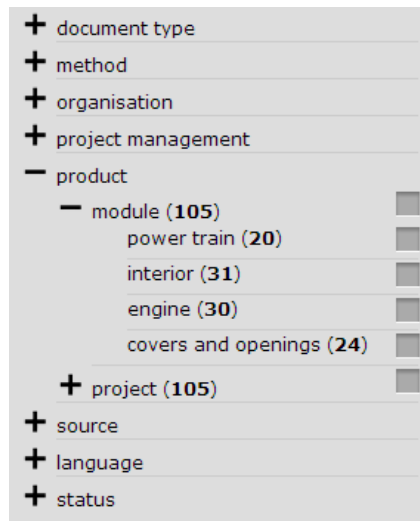 document type
method
organisation
project management
product
module (105)
power train (20)
interior (31)
engine (30)
covers and openings (24)
project (105)
source
language
status